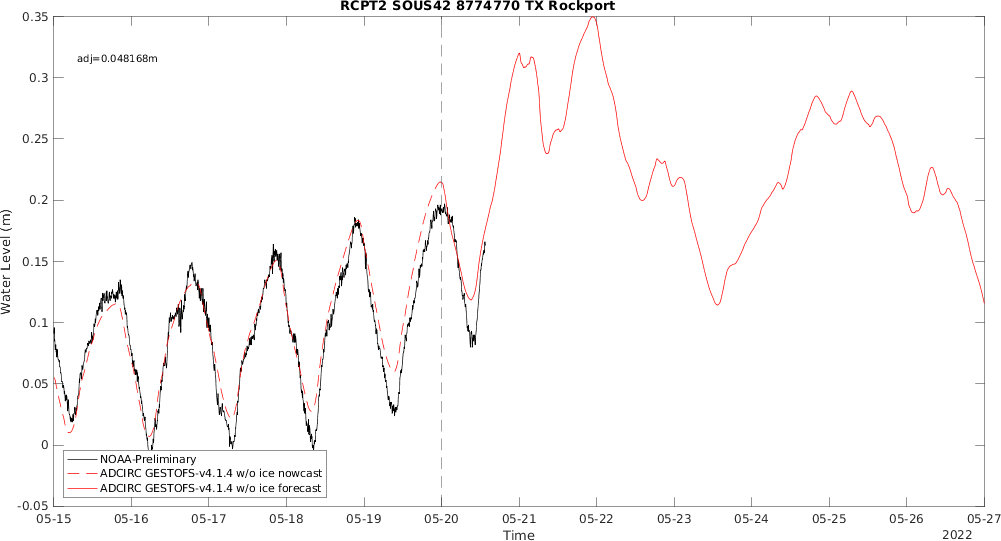 RCPT2 SOUS42 8774770 TX Rockport
adj=0.048168m
0.35
0.3
0.25
0.2
0.15
0.1
0.05
0
-0.05
Water Level (m)
NOAA-Preliminary
ADCIRC GESTOFS-v4.1.4 w/o ice nowcast
ADCIRC GESTOFS-v4.1.4 w/o ice forecast
05-15 05-16 05-17 05-18 05-19 05-20 05-21 05-22 05-23 05-24 05-25 05-26 05-27
Time
2022